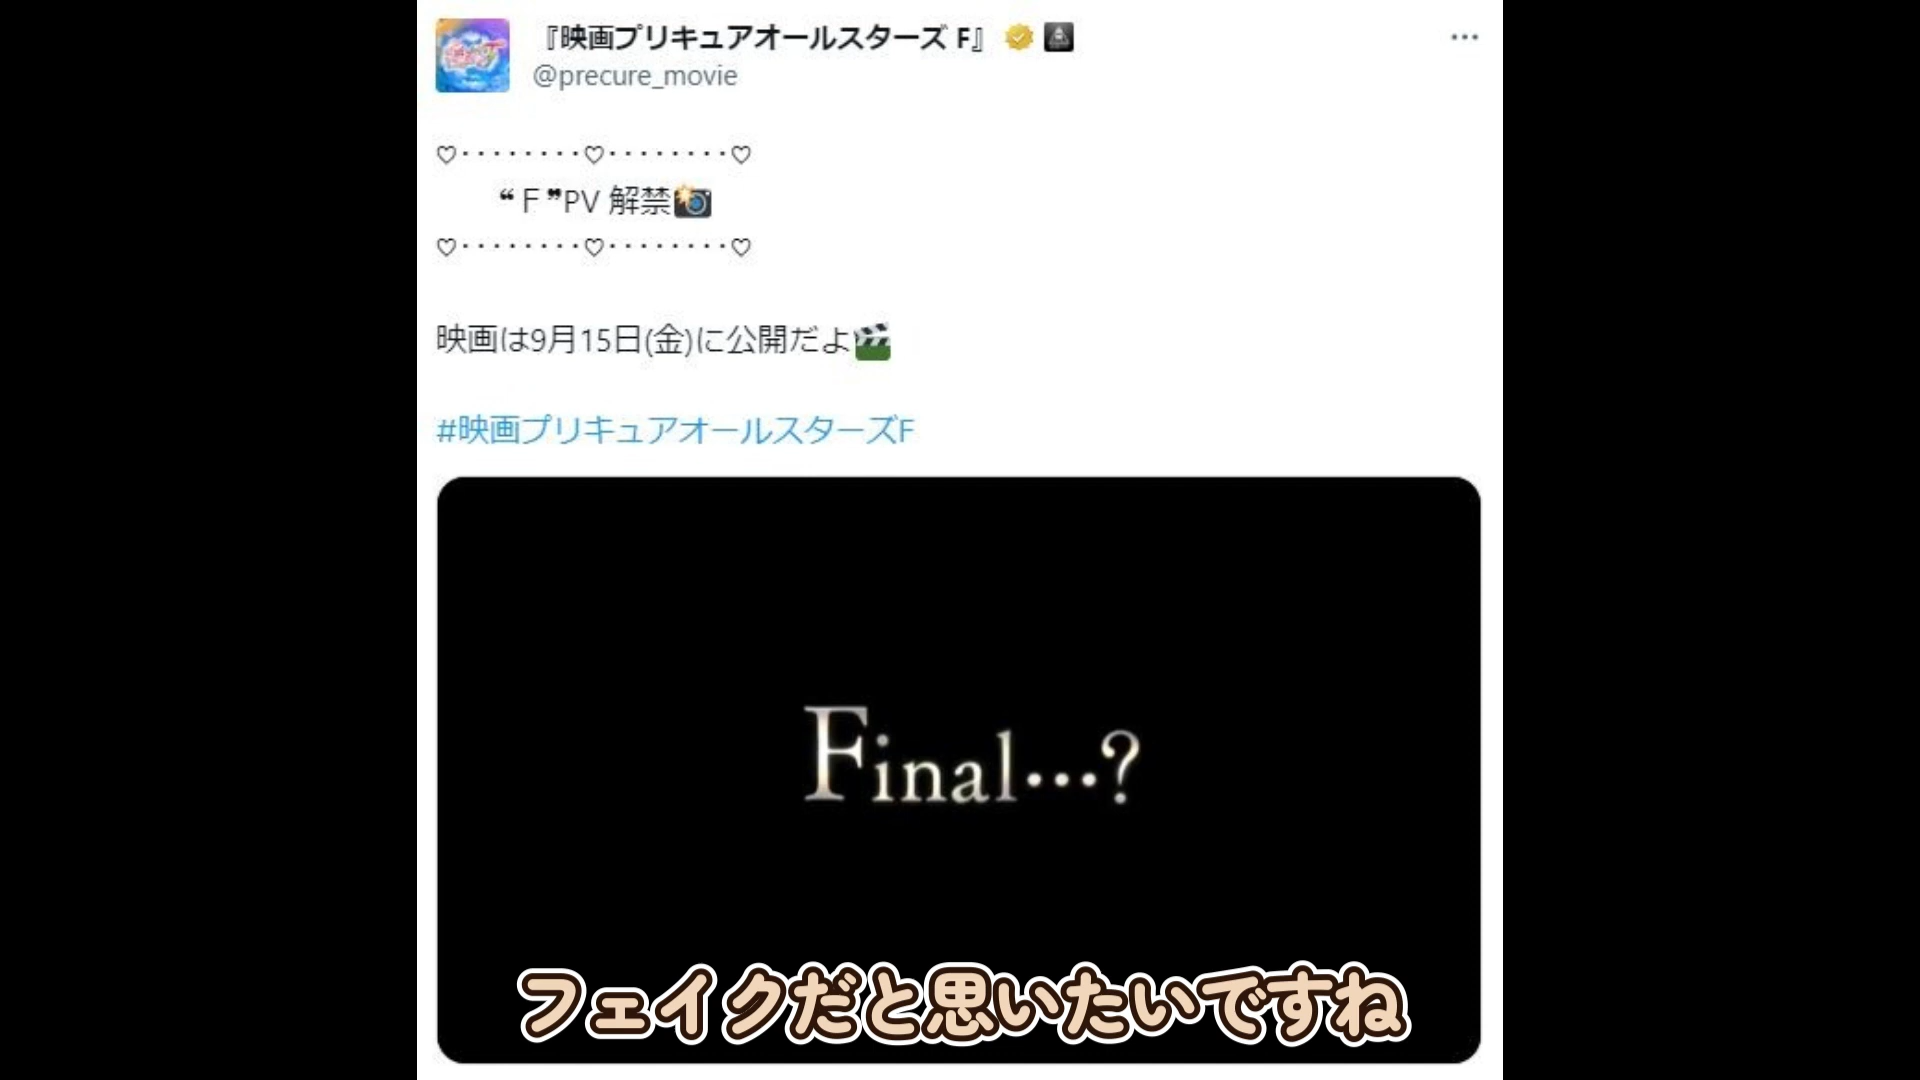 『映画プリキュアオールスターズ F』
@precure_movie
♡････････♡････････♡
❝Ｆ❞PV 解禁📸
♡････････♡････････♡
映画は9月15日(金)に公開だよ🎬
#映画プリキュアオールスターズF
Final…?
フェイクだと思いたいですね